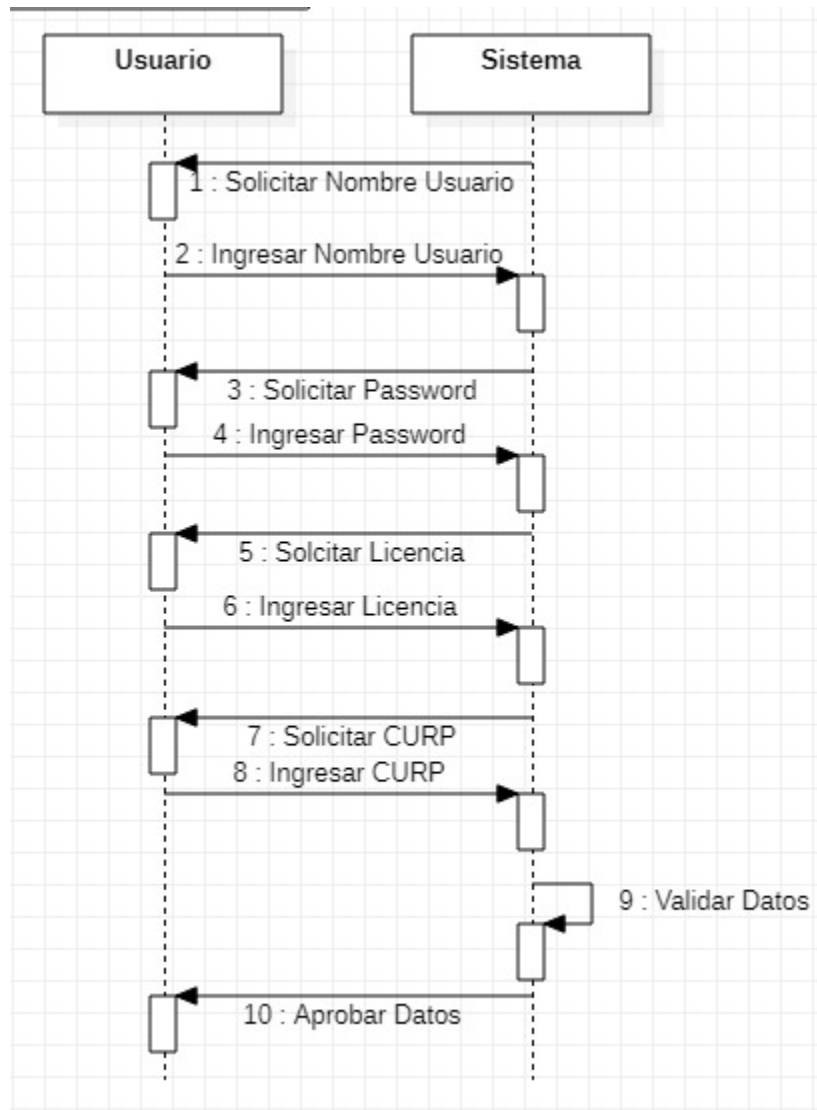 Usuario
Sistema
1 : Solicitar Nombre Usuario
2 : Ingresar Nombre Usuario
3 : Solicitar Password
4 : Ingresar Password
5 : Solcitar Licencia
6 : Ingresar Licencia
7 : Solicitar CURP
8 : Ingresar CURP
9 : Validar Datos
10 : Aprobar Datos